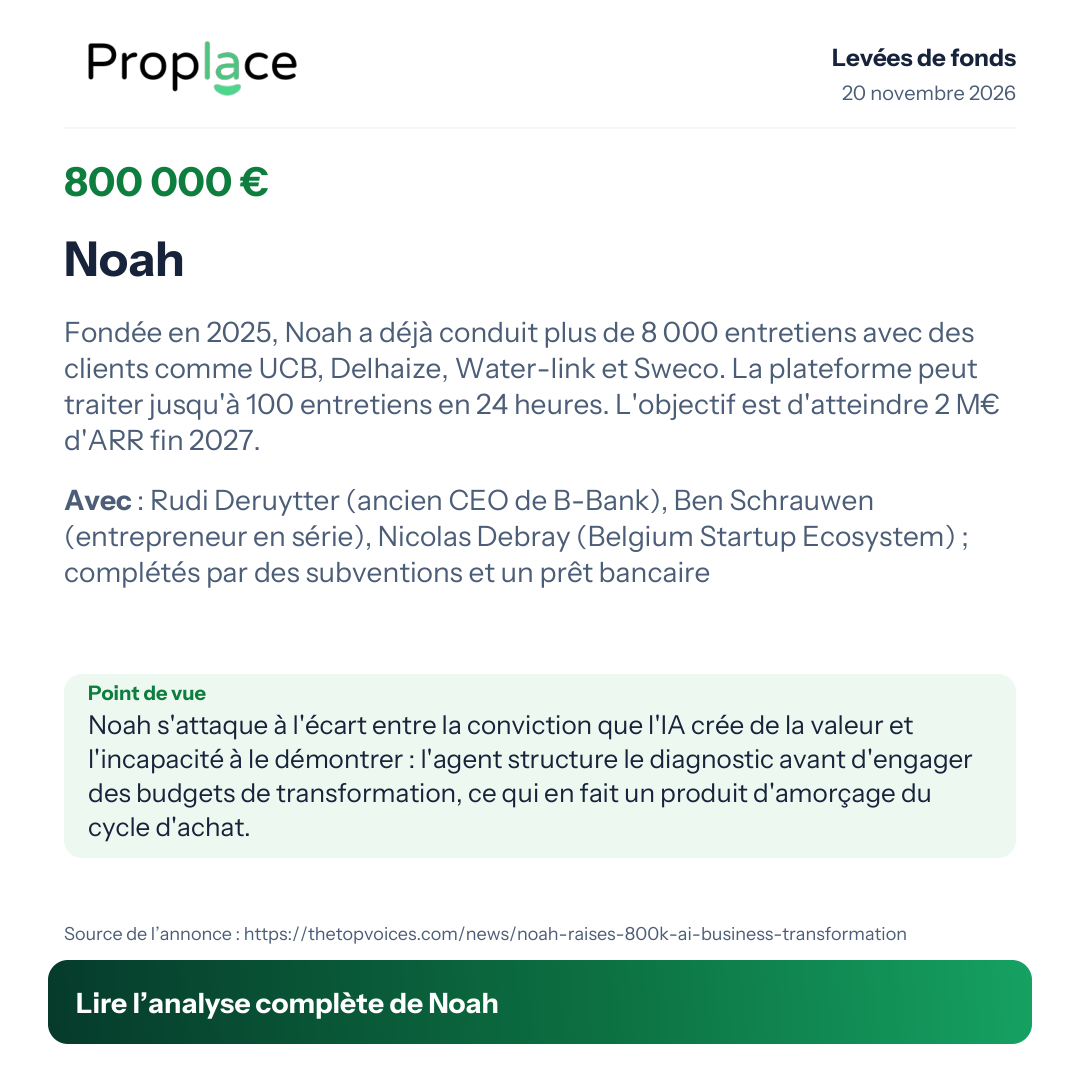 Proplace
Levées de fonds
20 novembre 2026
800 000 €
Noah
Fondée en 2025, Noah a déjà conduit plus de 8 000 entretiens avec des
clients comme UCB, Delhaize, Water-link et Sweco. La plateforme peut
traiter jusqu'à 100 entretiens en 24 heures. L'objectif est d'atteindre 2 M€
d'ARR fin 2027.
Avec : Rudi Deruytter (ancien CEO de B-Bank), Ben Schrauwen
(entrepreneur en série), Nicolas Debray (Belgium Startup Ecosystem) ;
complétés par des subventions et un prêt bancaire
Point de vue
Noah s'attaque à l'écart entre la conviction que l'IA crée de la valeur et
l'incapacité à le démontrer : l'agent structure le diagnostic avant d'engager
des budgets de transformation, ce qui en fait un produit d'amorçage du
cycle d'achat.
Source de l’annonce : https://thetopvoices.com/news/noah-raises-800k-ai-business-transformation
Lire l’analyse complète de Noah